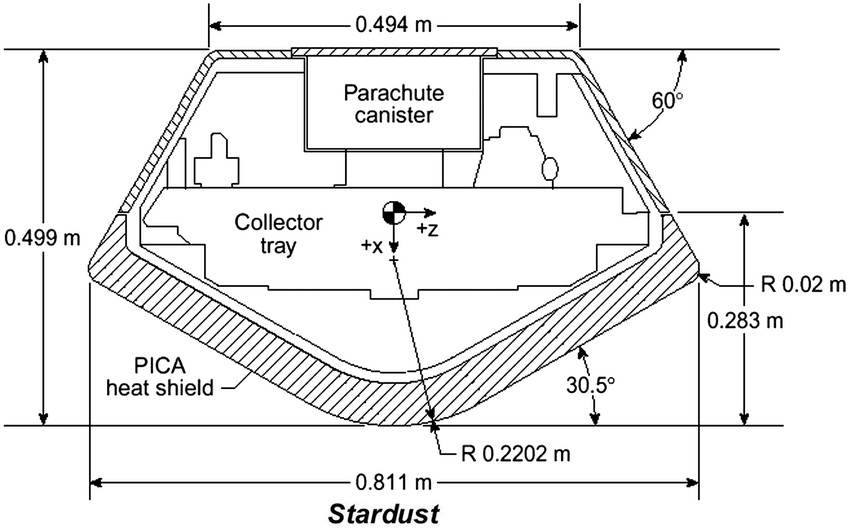 0.494 m
Parachute
canister
60°
0.499 m
Collector
tray
+z
+x
R 0.02 m
0.283 m
PICA
heat shield
30.5°
R 0.2202 m
0.811 m
Stardust